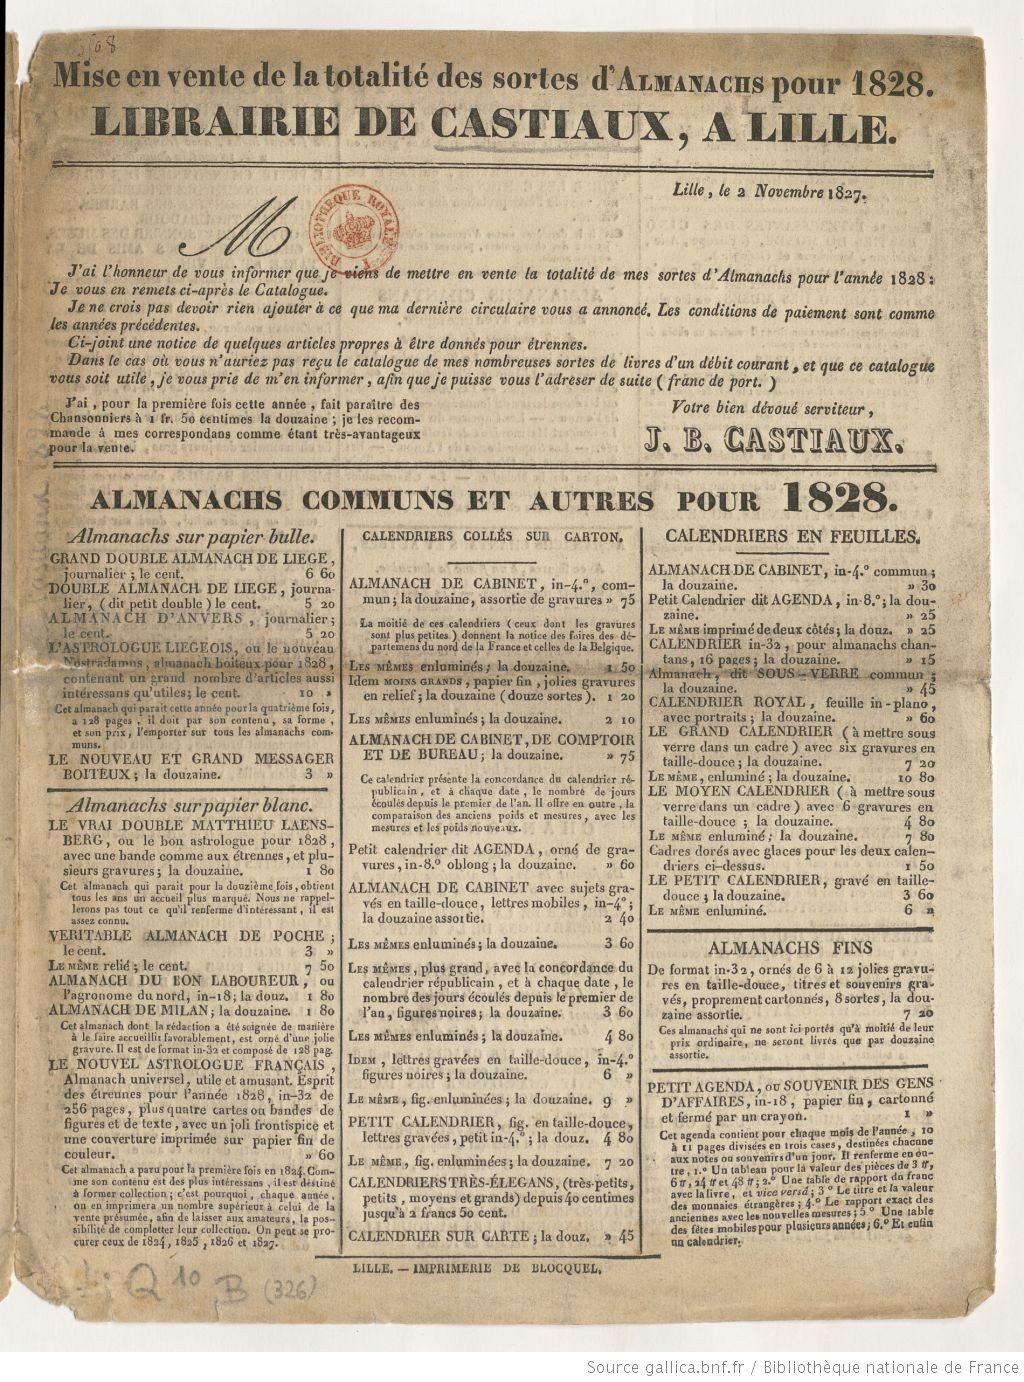 Mise en vente de la totalité des sortes d'ALMANACHS pour 1828.
LIBRAIRIE DE CASTIAUX, A LILLE.
Lille, le 2 Novembre 1827.
M
BIBLIOTHEQUE ROYALE
J'ai l'honneur de vous informer que je viens de mettre en vente la totalité de mes sortes d'Almanachs pour l'année 1828:
Je vous en remets ci-après le Catalogue.
Je ne crois pas devoir rien ajouter à ce que ma dernière circulaire vous a annoncé. Les conditions de paiement sont comme
les années précédentes.
Ci-joint une notice de quelques articles propres à être donnés pour étrennes.
Dans le cas où vous n'auriez pas reçu le catalogue de mes nombreuses sortes de livres d'un débit courant, et que ce catalogue
vous soit utile, je vous prie de m'en informer, afin que je puisse vous l'adreser de suite ( franc de port. )
J'ai, pour la première fois cette année, fait paraître des
Chansonniers à 1 fr. 50 centimes la douzaine; je les recom-
mande à mes correspondans comme étant très-avantageux
pour la vente.
Votre bien dévoué serviteur,
J. B. CASTIAUX.
ALMANACHS COMMUNS ET AUTRES POUR 1828.
Almanachs sur papier bulle.
GRAND DOUBLE ALMANACH DE LIEGE,
journalier; le cent. 6 60
DOUBLE ALMANACH DE LIEGE, journa-
lier, (dit petit double) le cent. 5 20
ALMANACH D'ANVERS, journalier;
le cent. 5 20
L'ASTROLOGUE LIEGEOIS, ou le nouveau
Nostradamus, almanach boiteux pour 1828,
contenant un grand nombre d'articles aussi
intéressans qu'utiles; le cent. 10 »
Cet almanach qui parait cette année pour la quatrième fois,
a 128 pages, il doit par son contenu, sa forme,
et son prix, l'emporter sur tous les almanachs com-
muns.
LE NOUVEAU ET GRAND MESSAGER
BOITEUX; la douzaine. 3 »
Almanachs sur papier blanc.
LE VRAI DOUBLE MATTHIEU LAENS-
BERG, ou le bon astrologue pour 1828,
avec une bande comme aux étrennes, et plu-
sieurs gravures; la douzaine. 1 80
Cet almanach qui parait pour la douzième fois, obtient
tous les ans un accueil plus marqué. Nous ne rappel-
lerons pas tout ce qu'il renferme d'intéressant, il est
assez connu.
VERITABLE ALMANACH DE POCHE;
le cent. 3 »
LE MÊME relié; le cent. 7 50
ALMANACH DU BON LABOUREUR, ou
l'agronome du nord, in-18; la douz. 1 80
ALMANACH DE MILAN; la douzaine. 1 80
Cet almanach dont la rédaction a été soignée de manière
à le faire accueillir favorablement, est orné d'une jolie
gravure. Il est de format in-32 et composé de 128 pag.
LE NOUVEL ASTROLOGUE FRANÇAIS,
Almanach universel, utile et amusant. Esprit
des étrennes pour l'année 1828, in-32 de
256 pages, plus quatre cartes ou bandes de
figures et de texte, avec un joli frontispice et
une couverture imprimée sur papier fin de
couleur. » 60
Cet almanach a paru pour la première fois en 1824. Com-
me son contenu est des plus intéressans, il est destiné
à former collection; c'est pourquoi, chaque année,
on en imprimera un nombre supérieur à celui de la
vente présumée, afin de laisser aux amateurs, la pos-
sibilité de completter leur collection. On peut se pro-
curer ceux de 1824, 1825, 1826 et 1827.
CALENDRIERS COLLÉS SUR CARTON.
ALMANACH DE CABINET, in-4.°, com-
mun; la douzaine, assortie de gravures » 75
La moitié de ces calendriers (ceux dont les gravures
sont plus petites) donnent la notice des foires des dé-
partemens du nord de la France et celles de la Belgique.
LES MÊMES enluminés; la douzaine. 1 50
Idem MOINS GRANDS, papier fin, jolies gravures
en relief; la douzaine (douze sortes). 1 20
LES MÊMES enluminés; la douzaine. 2 10
ALMANACH DE CABINET, DE COMPTOIR
ET DE BUREAU; la douzaine. » 75
Ce calendrier présente la concordance du calendrier ré-
publicain, et à chaque date, le nombre de jours
écoulés depuis le premier de l'an. Il offre en outre, la
comparaison des anciens poids et mesures, avec les
mesures et les poids nouveaux.
Petit calendrier dit AGENDA, orné de gra-
vures, in-8.° oblong; la douzaine. » 60
ALMANACH DE CABINET avec sujets gra-
vés en taille-douce, lettres mobiles, in-4°;
la douzaine assortie. 2 40
LES MÊMES enluminés; la douzaine. 3 60
LES MÊMES, plus grand, avec la concordance du
calendrier républicain, et à chaque date, le
nombre des jours écoulés depuis le premier de
l'an, figures noires; la douzaine. 3 60
LES MÊMES enluminés; la douzaine. 4 80
IDEM, lettres gravées en taille-douce, in-4.°
figures noires; la douzaine. 6 »
LE MÊME, fig. enluminées; la douzaine. 9 »
PETIT CALENDRIER, fig. en taille-douce,
lettres gravées, petit in-4.°; la douz. 4 80
LE MÊME, fig. enluminées; la douzaine. 7 20
CALENDRIERS TRÈS-ÉLEGANS, (très-petits,
petits, moyens et grands) depuis 40 centimes
jusqu'à 2 francs 50 cent.
CALENDRIER SUR CARTE; la douz. » 45
CALENDRIERS EN FEUILLES.
ALMANACH DE CABINET, in-4.° commun;
la douzaine. » 30
Petit Calendrier dit AGENDA, in-8.°; la dou-
zaine. » 25
LE MÊME imprimé de deux côtés; la douz. » 25
CALENDRIER in-32, pour almanachs chan-
tans, 16 pages; la douzaine. » 15
Almanach, dit SOUS-VERRE commun;
la douzaine. » 45
CALENDRIER ROYAL, feuille in-plano,
avec portraits; la douzaine. » 60
LE GRAND CALENDRIER (à mettre sous
verre dans un cadre) avec six gravures en
taille-douce; la douzaine. 7 20
LE MÊME, enluminé; la douzaine. 10 80
LE MOYEN CALENDRIER (à mettre sous
verre dans un cadre) avec 6 gravures en
taille-douce; la douzaine. 4 80
LE MÊME enluminé; la douzaine. 7 80
Cadres dorés avec glaces pour les deux calen-
driers ci-dessus. 1 50
LE PETIT CALENDRIER, gravé en taille-
douce; la douzaine. 3 60
LE MÊME enluminé. 6 »
ALMANACHS FINS
De format in-32, ornés de 6 à 12 jolies gravu-
res en taille-douce, titres et souvenirs gra-
vés, proprement cartonnés, 8 sortes, la dou-
zaine assortie. 7 20
Ces almanachs qui ne sont ici portés qu'à moitié de leur
prix ordinaire, ne seront livrés que par douzaine
assortie.
PETIT AGENDA, ou SOUVENIR DES GENS
D'AFFAIRES, in-18, papier fin, cartonné
et fermé par un crayon. 1 »
Cet agenda contient pour chaque mois de l'année, 10
à 11 pages divisées en trois cases, destinées chacune
aux notes ou souvenirs d'un jour. Il renferme en ou-
tre, 1.° Un tableau pour la valeur des pièces de 3 ₶,
6 ₶, 24 ₶ et 48 ₶; 2.° Une table de rapport du franc
avec la livre, et vice versâ; 3° Le titre et la valeur
des monnaies étrangères; 4.° Le rapport exact des
anciennes avec les nouvelles mesures; 5° Une table
des fêtes mobiles pour plusieurs années; 6.° Et enfin
un calendrier.
LILLE. — IMPRIMERIE DE BLOCQUEL.
Q 10 B (326)
Source gallica.bnf.fr / Bibliothèque nationale de France